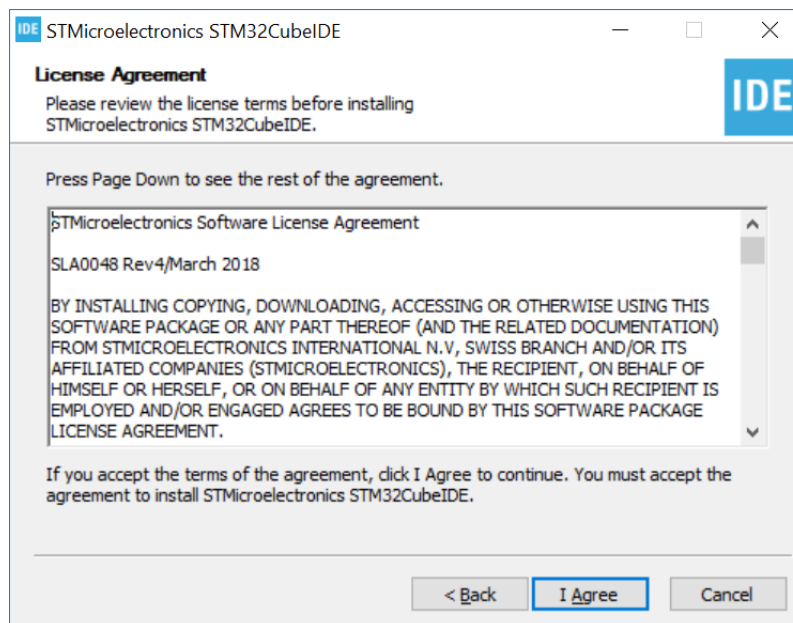 IDE STMicroelectronics STM32CubeIDE
License Agreement
Please review the license terms before installing
STMicroelectronics STM32CubeIDE.
IDE
Press Page Down to see the rest of the agreement.
STMicroelectronics Software License Agreement
SLA0048 Rev4/March 2018
BY INSTALLING COPYING, DOWNLOADING, ACCESSING OR OTHERWISE USING THIS
SOFTWARE PACKAGE OR ANY PART THEREOF (AND THE RELATED DOCUMENTATION)
FROM STMICROELECTRONICS INTERNATIONAL N.V, SWISS BRANCH AND/OR ITS
AFFILIATED COMPANIES (STMICROELECTRONICS), THE RECIPIENT, ON BEHALF OF
HIMSELF OR HERSELF, OR ON BEHALF OF ANY ENTITY BY WHICH SUCH RECIPIENT IS
EMPLOYED AND/OR ENGAGED AGREES TO BE BOUND BY THIS SOFTWARE PACKAGE
LICENSE AGREEMENT.
If you accept the terms of the agreement, click I Agree to continue. You must accept the
agreement to install STMicroelectronics STM32CubeIDE.
< Back I Agree Cancel